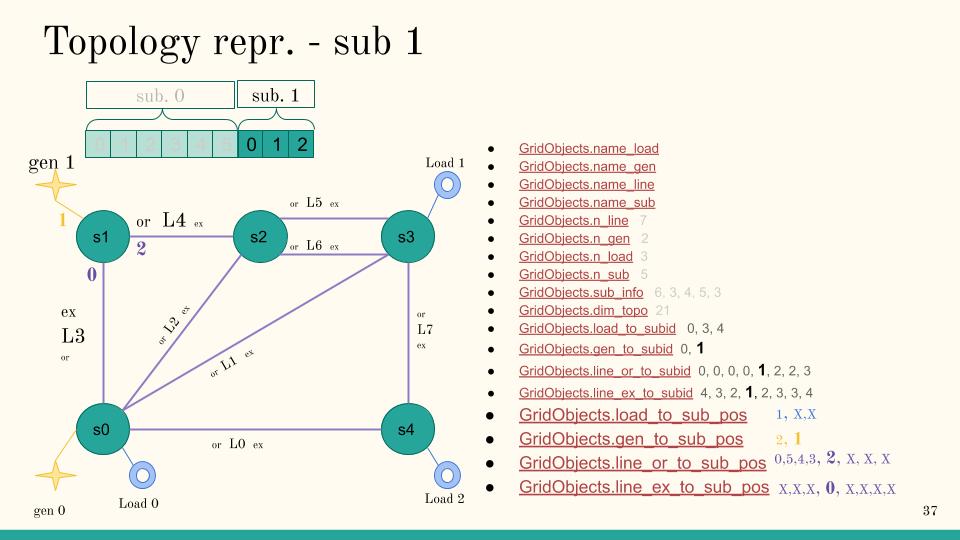 Topology repr. - sub 1
sub. 0
sub. 1
0 1 2 3 4 5 0 1 2
gen 1
Load 1
1
s1
or L4 ex
2
s2
or L5 ex
or L6 ex
s3
0
ex
L3
or
or L2 ex
or L1 ex
or
L7
ex
s0
or L0 ex
s4
gen 0
Load 0
Load 2
● GridObjects.name_load
● GridObjects.name_gen
● GridObjects.name_line
● GridObjects.name_sub
● GridObjects.n_line 7
● GridObjects.n_gen 2
● GridObjects.n_load 3
● GridObjects.n_sub 5
● GridObjects.sub_info 6, 3, 4, 5, 3
● GridObjects.dim_topo 21
● GridObjects.load_to_subid 0, 3, 4
● GridObjects.gen_to_subid 0, 1
● GridObjects.line_or_to_subid 0, 0, 0, 0, 1, 2, 2, 3
● GridObjects.line_ex_to_subid 4, 3, 2, 1, 2, 3, 3, 4
● GridObjects.load_to_sub_pos 1, X,X
● GridObjects.gen_to_sub_pos 2, 1
● GridObjects.line_or_to_sub_pos 0,5,4,3, 2, X, X, X
● GridObjects.line_ex_to_sub_pos X,X,X, 0, X,X,X,X
37